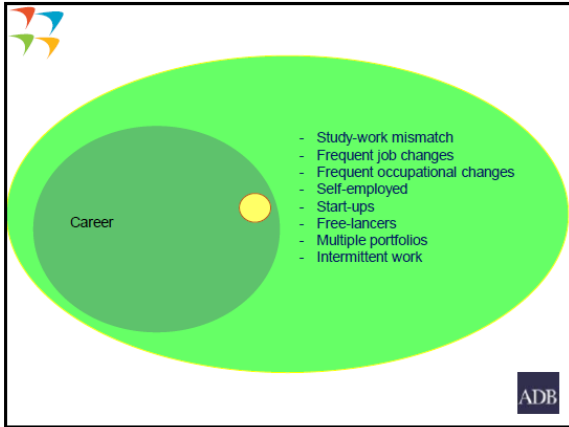 - Study-work mismatch
- Frequent job changes
- Frequent occupational changes
- Self-employed
- Start-ups
- Free-lancers
- Multiple portfolios
- Intermittent work
Career
ADB